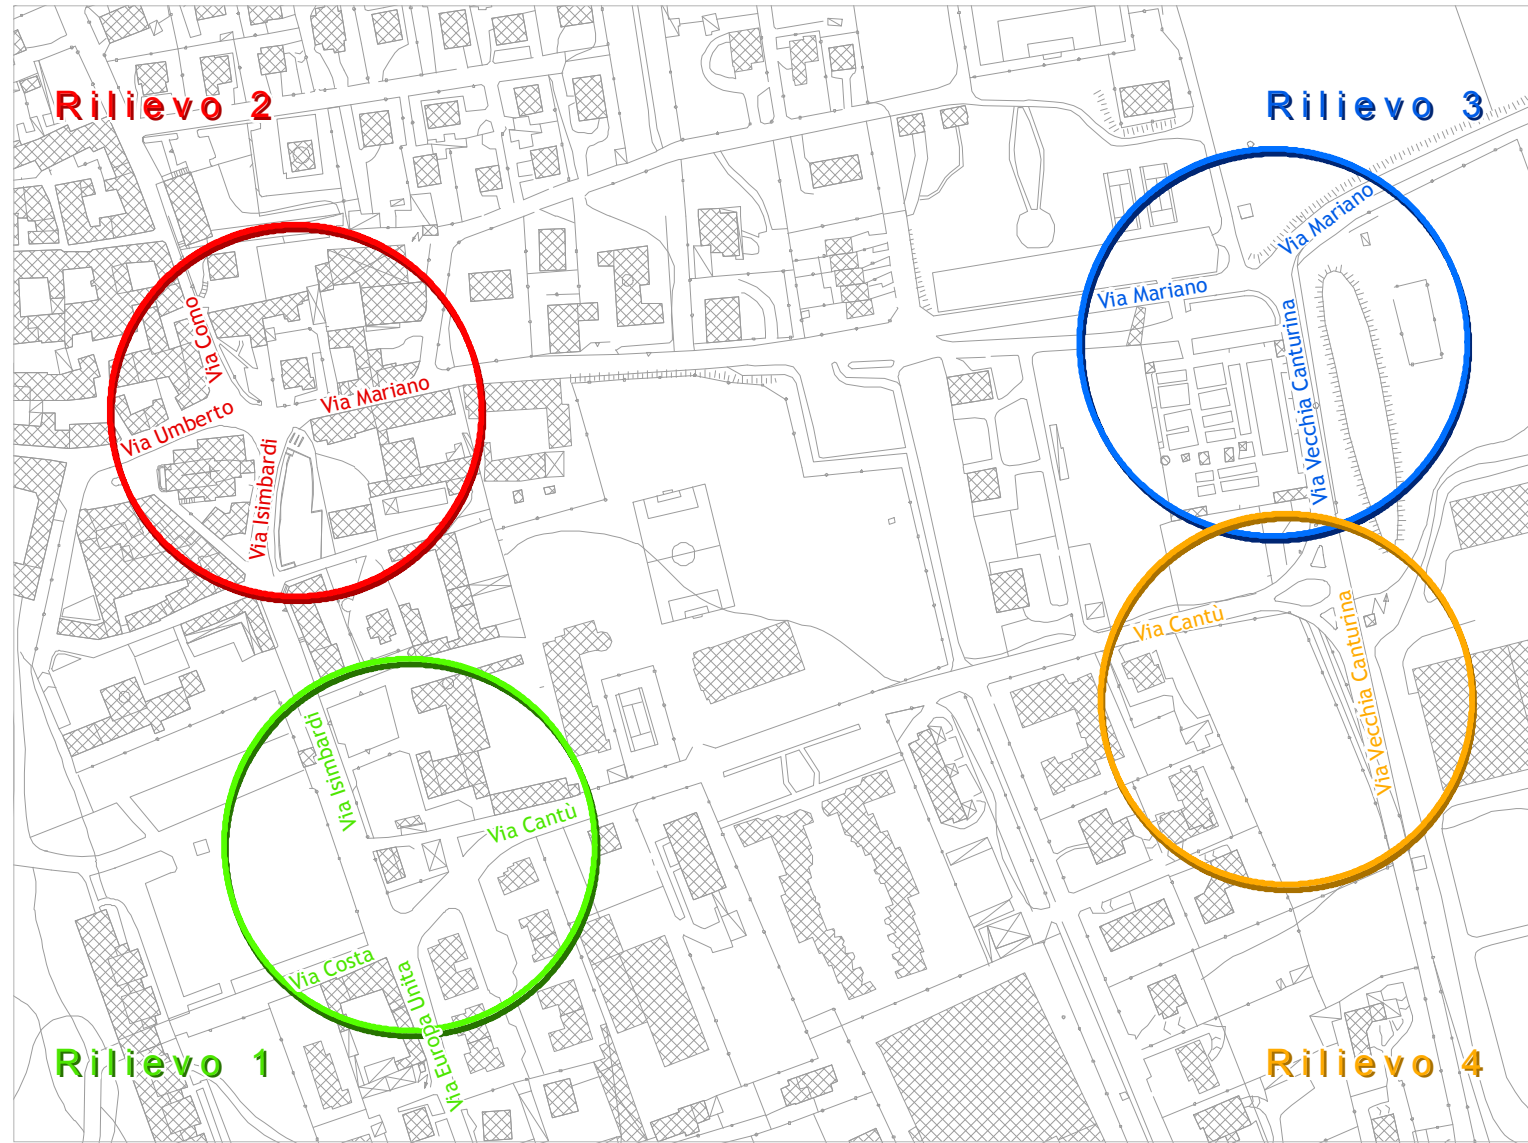 Rilievo 2
Rilievo 3
Via Como
Via Mariano
Via Umberto
Via Isimbardi
Via Mariano
Via Mariano
Via Vecchia Canturina
Via Isimbardi
Via Cantù
Via Costa
Via Europa Unita
Via Cantù
Via Vecchia Canturina
Rilievo 1
Rilievo 4